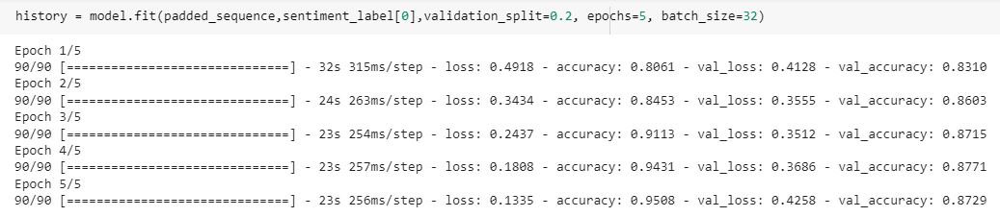 history = model.fit(padded_sequence,sentiment_label[0],validation_split=0.2, epochs=5, batch_size=32)
Epoch 1/5
90/90 [==============================] - 32s 315ms/step - loss: 0.4918 - accuracy: 0.8061 - val_loss: 0.4128 - val_accuracy: 0.8310
Epoch 2/5
90/90 [==============================] - 24s 263ms/step - loss: 0.3434 - accuracy: 0.8453 - val_loss: 0.3555 - val_accuracy: 0.8603
Epoch 3/5
90/90 [==============================] - 23s 254ms/step - loss: 0.2437 - accuracy: 0.9113 - val_loss: 0.3512 - val_accuracy: 0.8715
Epoch 4/5
90/90 [==============================] - 23s 257ms/step - loss: 0.1808 - accuracy: 0.9431 - val_loss: 0.3686 - val_accuracy: 0.8771
Epoch 5/5
90/90 [==============================] - 23s 256ms/step - loss: 0.1335 - accuracy: 0.9508 - val_loss: 0.4258 - val_accuracy: 0.8729